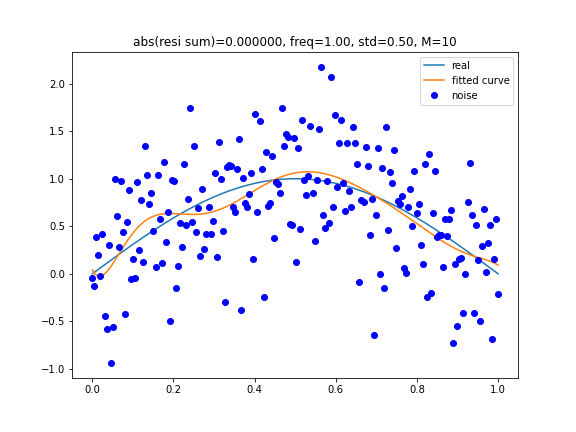 abs(resi sum)=0.000000, freq=1.00, std=0.50, M=10
real
fitted curve
noise
2.0
1.5
1.0
0.5
0.0
−0.5
−1.0
0.0 0.2 0.4 0.6 0.8 1.0